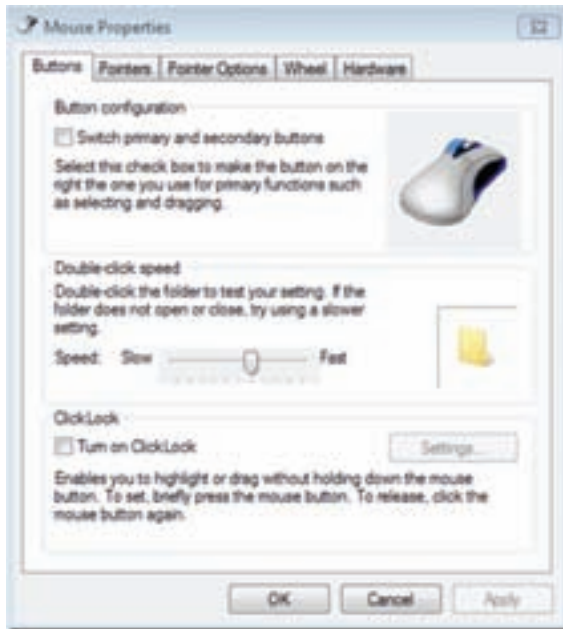 Mouse Properties
Buttons Pointers Pointer Options Wheel Hardware
Button configuration
Switch primary and secondary buttons
Select this check box to make the button on the
right the one you use for primary functions such
as selecting and dragging.
Double-click speed
Double-click the folder to test your setting. If the
folder does not open or close, try using a slower
setting.
Speed: Slow Fast
ClickLock
Turn on ClickLock Settings...
Enables you to highlight or drag without holding down the mouse
button. To set, briefly press the mouse button. To release, click the
mouse button again.
OK Cancel Apply